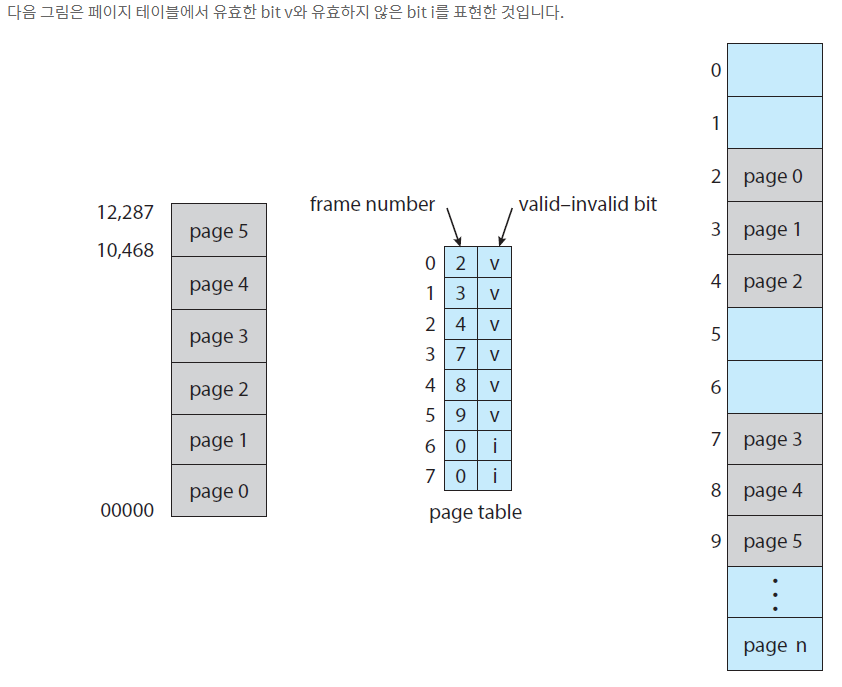 다음 그림은 페이지 테이블에서 유효한 bit v와 유효하지 않은 bit i를 표현한 것입니다.
12,287
10,468
page 5
page 4
page 3
page 2
page 1
page 0
00000
frame number
valid–invalid bit
0 2 v
1 3 v
2 4 v
3 7 v
4 8 v
5 9 v
6 0 i
7 0 i
page table
0
1
2 page 0
3 page 1
4 page 2
5
6
7 page 3
8 page 4
9 page 5
page n